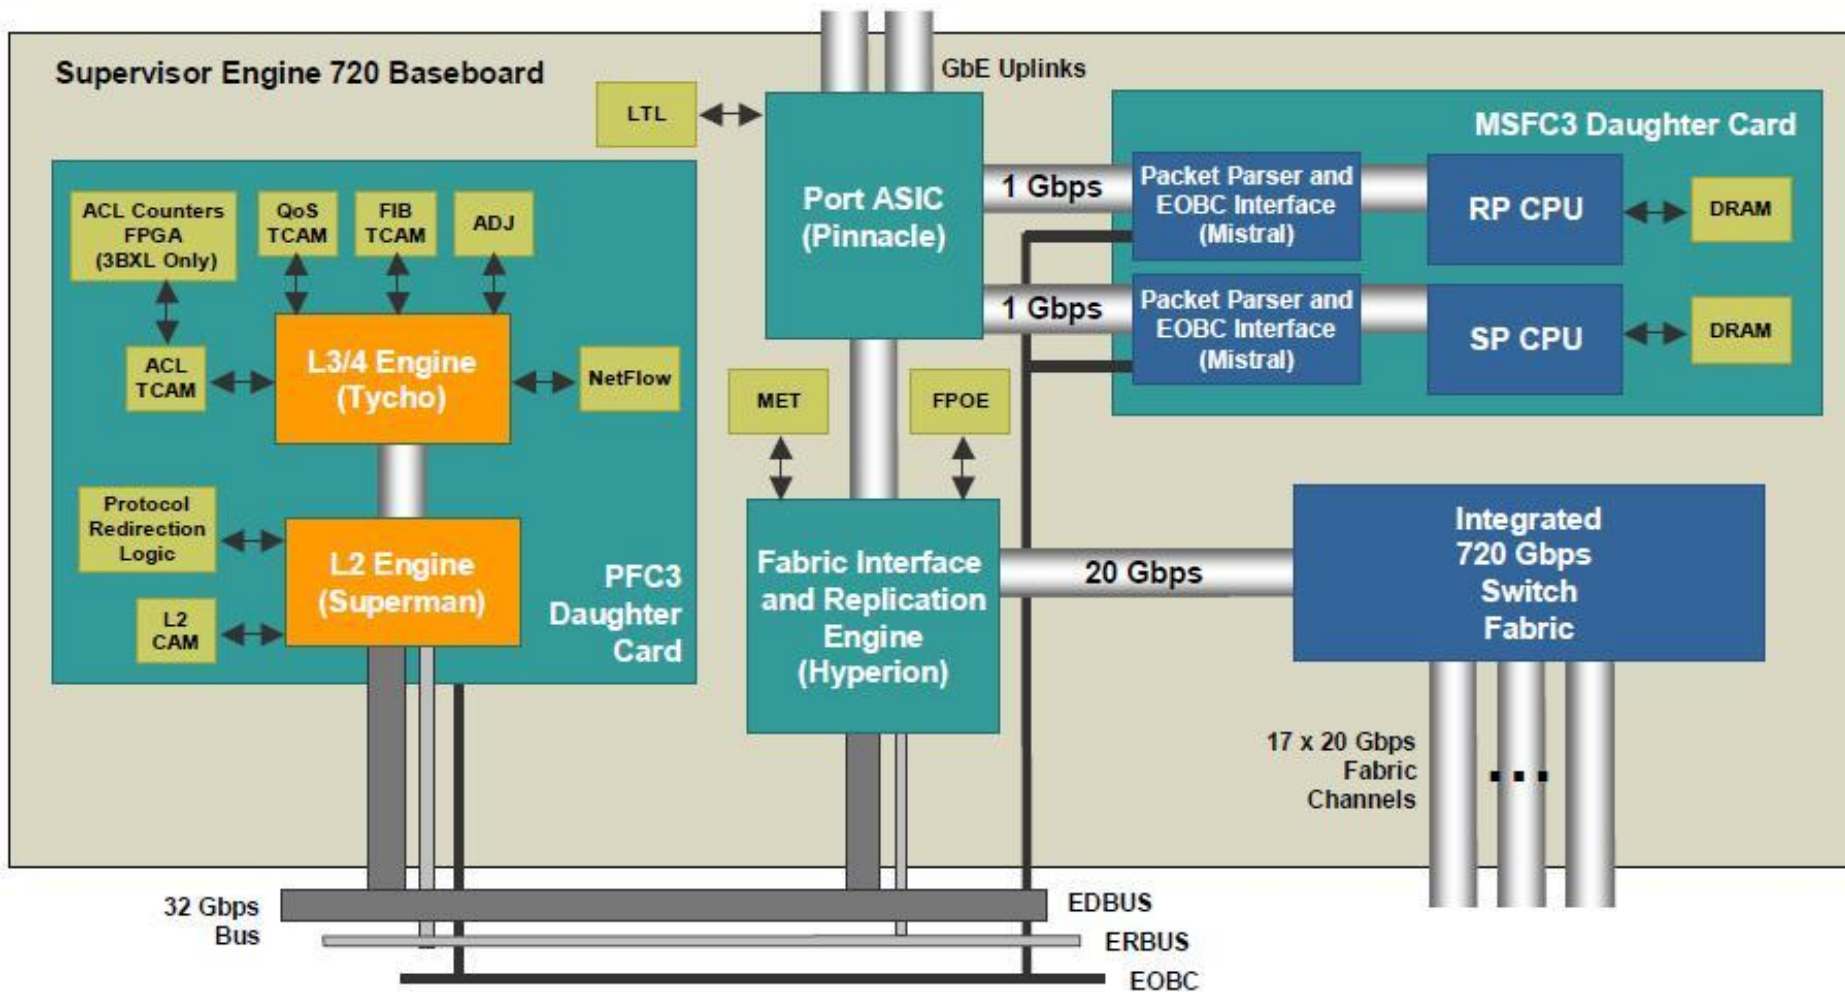 Supervisor Engine 720 Baseboard
GbE Uplinks
LTL
MSFC3 Daughter Card
Port ASIC
(Pinnacle)
1 Gbps
Packet Parser and
EOBC Interface
(Mistral)
RP CPU
DRAM
1 Gbps
Packet Parser and
EOBC Interface
(Mistral)
SP CPU
DRAM
ACL Counters
FPGA
(3BXL Only)
QoS
TCAM
FIB
TCAM
ADJ
L3/4 Engine
(Tycho)
ACL
TCAM
NetFlow
MET
FPOE
Protocol
Redirection
Logic
L2 Engine
(Superman)
L2
CAM
PFC3
Daughter
Card
Fabric Interface
and Replication
Engine
(Hyperion)
20 Gbps
Integrated
720 Gbps
Switch
Fabric
17 x 20 Gbps
Fabric
Channels
...
32 Gbps
Bus
EDBUS
ERBUS
EOBC